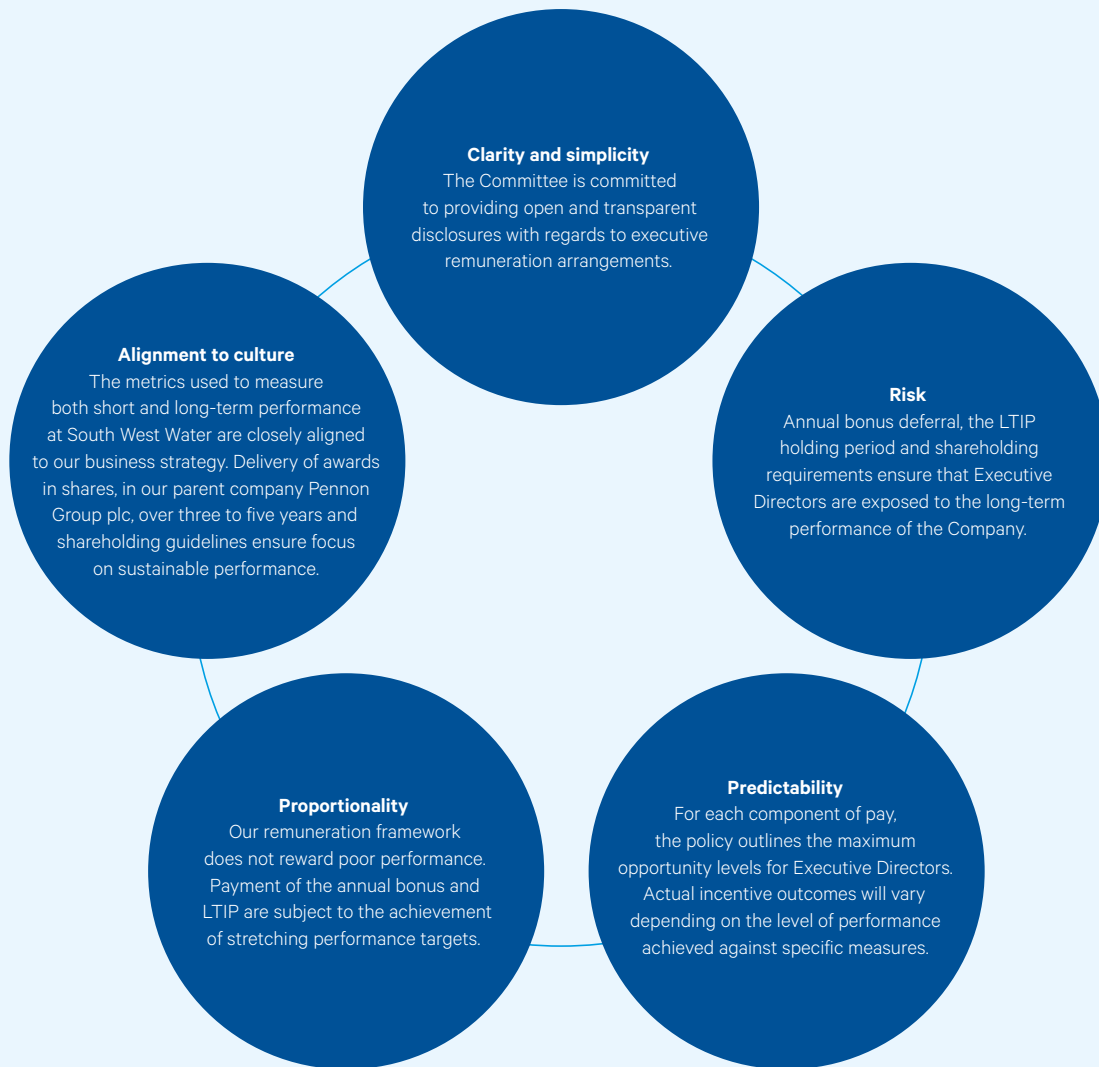 Clarity and simplicity
The Committee is committed
to providing open and transparent
disclosures with regards to executive
remuneration arrangements.
Alignment to culture
The metrics used to measure
both short and long-term performance
at South West Water are closely aligned
to our business strategy. Delivery of awards
in shares, in our parent company Pennon
Group plc, over three to five years and
shareholding guidelines ensure focus
on sustainable performance.
Risk
Annual bonus deferral, the LTIP
holding period and shareholding
requirements ensure that Executive
Directors are exposed to the long-term
performance of the Company.
Proportionality
Our remuneration framework
does not reward poor performance.
Payment of the annual bonus and
LTIP are subject to the achievement
of stretching performance targets.
Predictability
For each component of pay,
the policy outlines the maximum
opportunity levels for Executive Directors.
Actual incentive outcomes will vary
depending on the level of performance
achieved against specific measures.